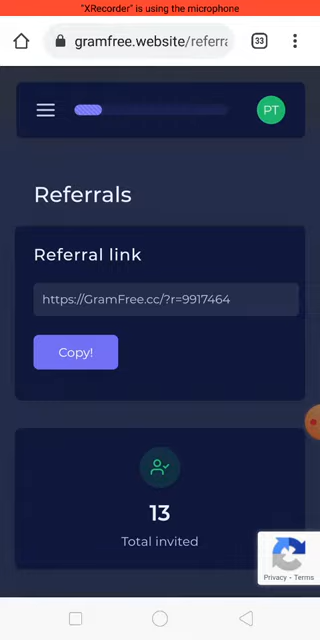 "XRecorder" is using the microphone
gramfree.website/referra
33
PT
Referrals
Referral link
https://GramFree.cc/?r=9917464
Copy!
13
Total invited
Privacy - Terms